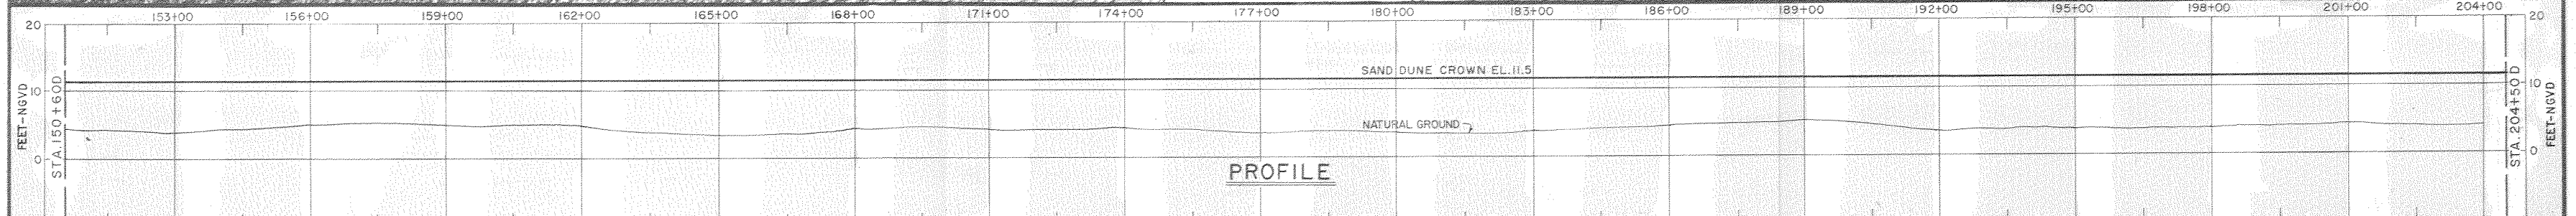 153+00 156+00 159+00 162+00 165+00 168+00 171+00 174+00 177+00 180+00 183+00 186+00 189+00 192+00 195+00 198+00 201+00 204+00
20 20
SAND DUNE CROWN EL. 11.5
10 10
FEET-NGVD
STA. 150+60D
STA. 204+50D
FEET-NGVD
NATURAL GROUND
0 0
PROFILE